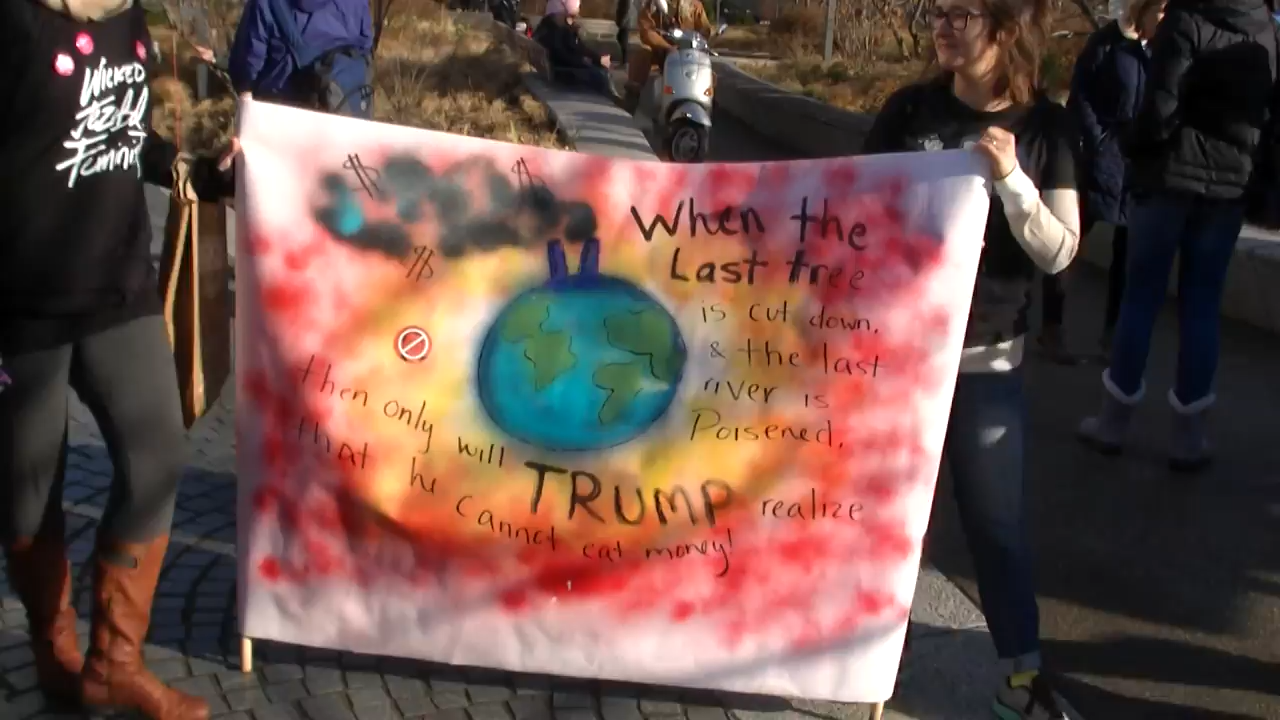 Wicked
Pissed
Feminist
$ $
$
When the
Last tree
is cut down,
& the last
river is
Poisened,
then only will TRUMP realize
that he cannot eat money!